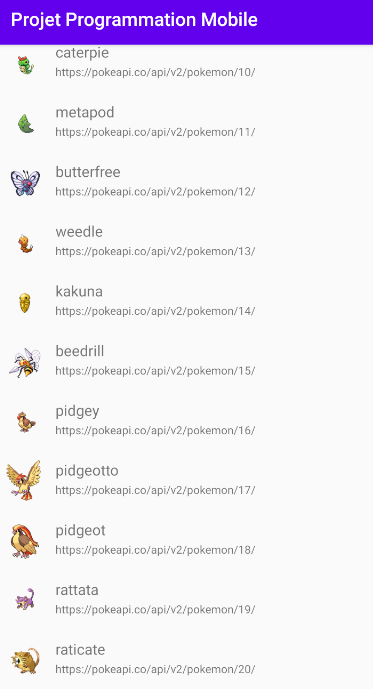 Projet Programmation Mobile
caterpie
https://pokeapi.co/api/v2/pokemon/10/
metapod
https://pokeapi.co/api/v2/pokemon/11/
butterfree
https://pokeapi.co/api/v2/pokemon/12/
weedle
https://pokeapi.co/api/v2/pokemon/13/
kakuna
https://pokeapi.co/api/v2/pokemon/14/
beedrill
https://pokeapi.co/api/v2/pokemon/15/
pidgey
https://pokeapi.co/api/v2/pokemon/16/
pidgeotto
https://pokeapi.co/api/v2/pokemon/17/
pidgeot
https://pokeapi.co/api/v2/pokemon/18/
rattata
https://pokeapi.co/api/v2/pokemon/19/
raticate
https://pokeapi.co/api/v2/pokemon/20/